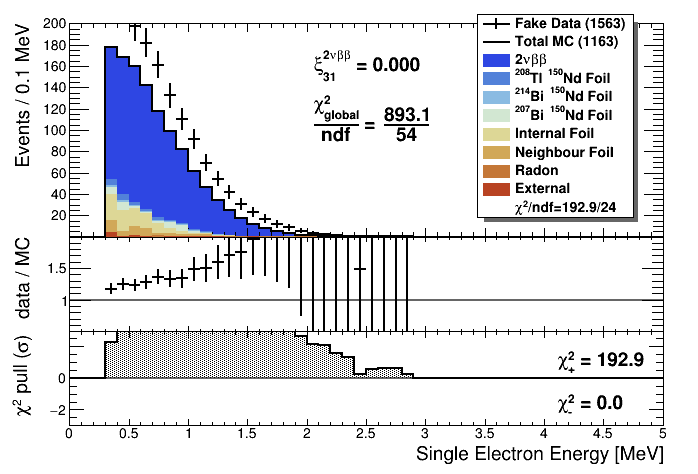 Events / 0.1 MeV
200
180
160
140
120
100
80
60
40
20
ξ³¹ ²νββ = 0.000
χ² global / ndf = 893.1 / 54
Fake Data (1563)
Total MC (1163)
2νββ
²⁰⁸Tl ¹⁵⁰Nd Foil
²¹⁴Bi ¹⁵⁰Nd Foil
²⁰⁷Bi ¹⁵⁰Nd Foil
Internal Foil
Neighbour Foil
Radon
External
χ²/ndf=192.9/24
data / MC
1.5
1
χ² pull (σ)
0
−2
χ²₊ = 192.9
χ²₋ = 0.0
0 0.5 1 1.5 2 2.5 3 3.5 4 4.5 5
Single Electron Energy [MeV]